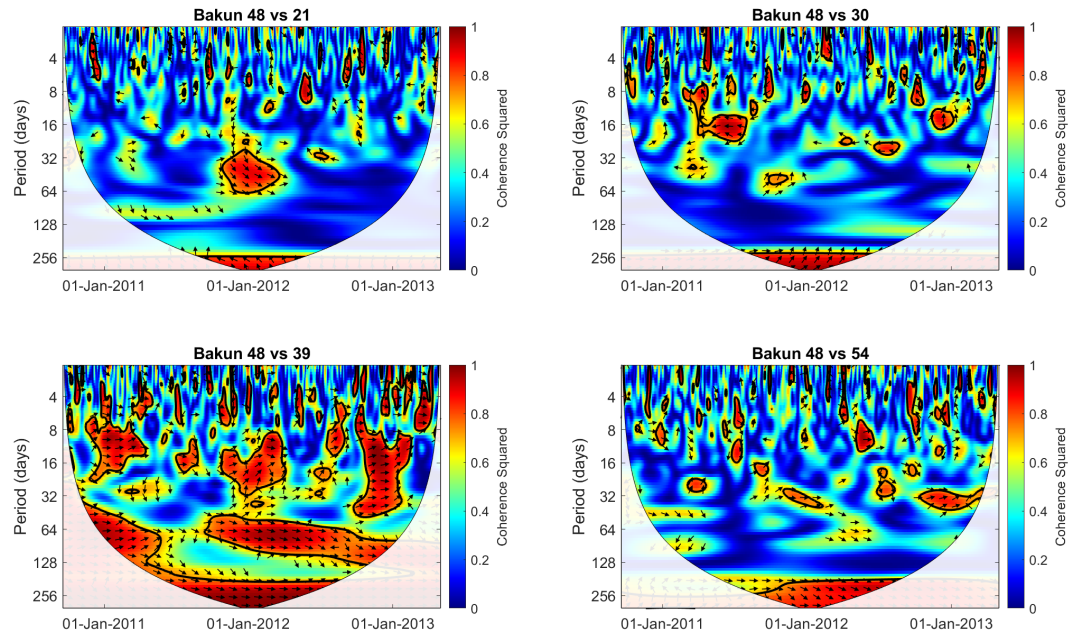 Bakun 48 vs 21
Period (days)
4
8
16
32
64
128
256
01-Jan-2011
01-Jan-2012
01-Jan-2013
1
0.8
0.6
0.4
0.2
0
Coherence Squared
Bakun 48 vs 30
Period (days)
4
8
16
32
64
128
256
01-Jan-2011
01-Jan-2012
01-Jan-2013
1
0.8
0.6
0.4
0.2
0
Coherence Squared
Bakun 48 vs 39
Period (days)
4
8
16
32
64
128
256
01-Jan-2011
01-Jan-2012
01-Jan-2013
1
0.8
0.6
0.4
0.2
0
Coherence Squared
Bakun 48 vs 54
Period (days)
4
8
16
32
64
128
256
01-Jan-2011
01-Jan-2012
01-Jan-2013
1
0.8
0.6
0.4
0.2
0
Coherence Squared